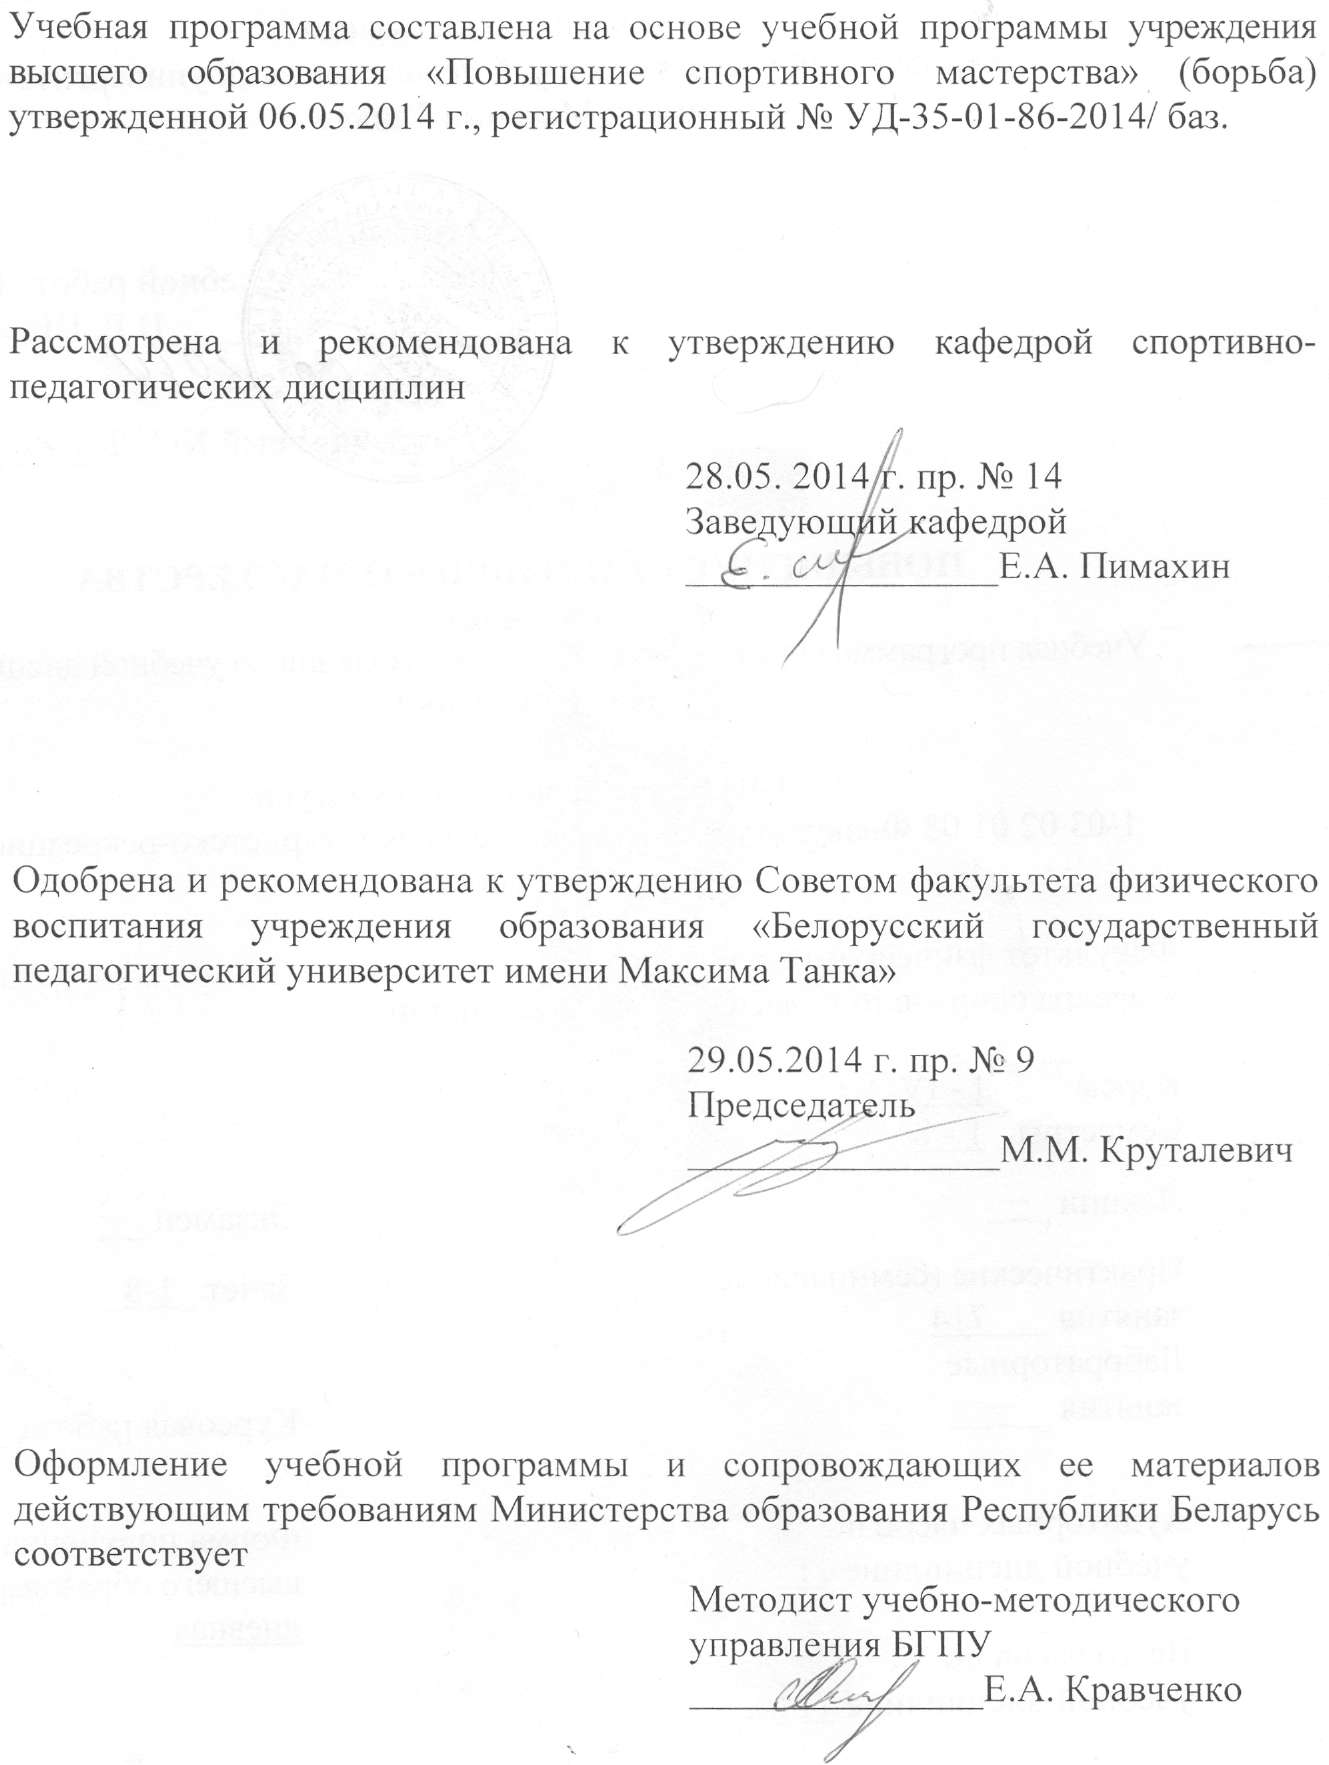 Учебная программа составлена на основе учебной программы учреждения
высшего образования «Повышение спортивного мастерства» (борьба)
утвержденной 06.05.2014 г., регистрационный № УД-35-01-86-2014/ баз.
Рассмотрена и рекомендована к утверждению кафедрой спортивно-
педагогических дисциплин
28.05. 2014 г. пр. № 14
Заведующий кафедрой
Е.А. Пимахин
Одобрена и рекомендована к утверждению Советом факультета физического
воспитания учреждения образования «Белорусский государственный
педагогический университет имени Максима Танка»
29.05.2014 г. пр. № 9
Председатель
М.М. Круталевич
Оформление учебной программы и сопровождающих ее материалов
действующим требованиям Министерства образования Республики Беларусь
соответствует
Методист учебно-методического
управления БГПУ
Е.А. Кравченко